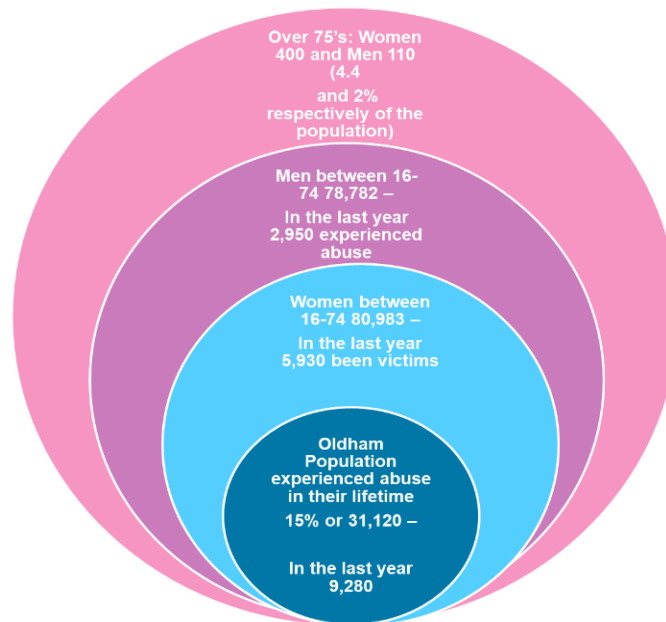 Over 75's: Women
400 and Men 110
(4.4
and 2%
respectively of the
population)
Men between 16-
74 78,782 –
In the last year
2,950 experienced
abuse
Women between
16-74 80,983 –
In the last year
5,930 been victims
Oldham
Population
experienced abuse
in their lifetime
15% or 31,120 –
In the last year
9,280